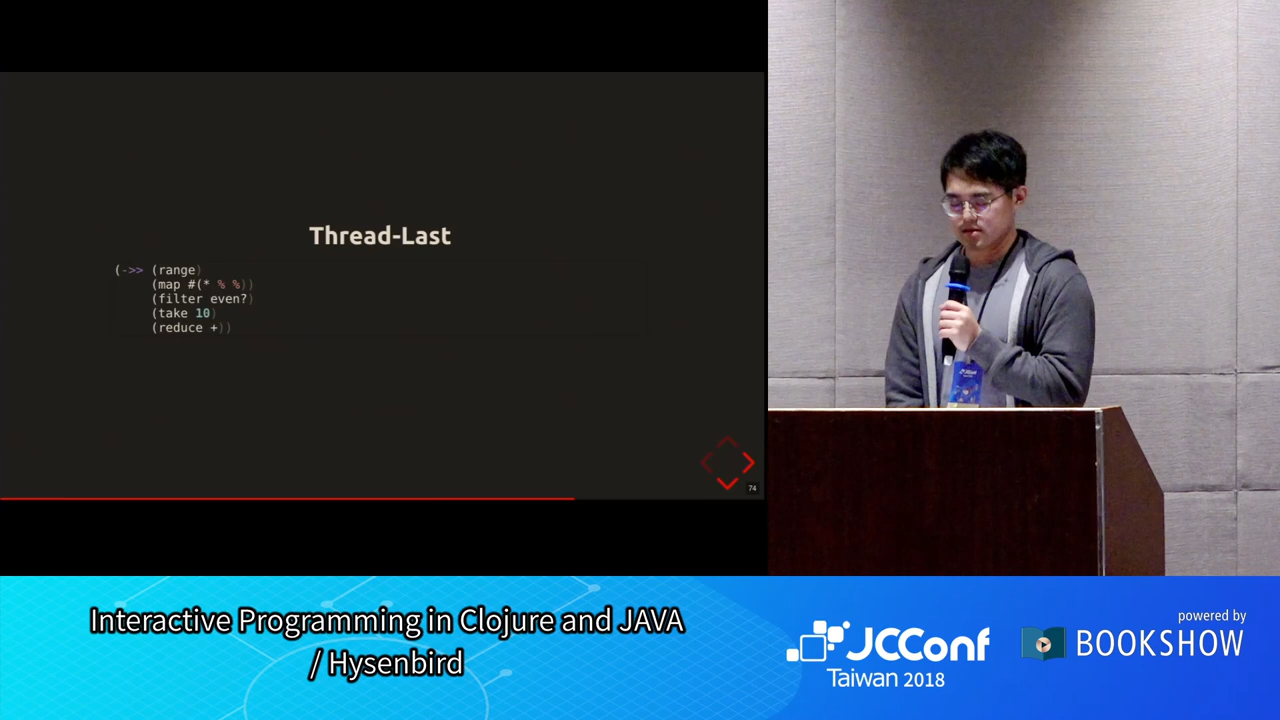 Thread-Last
(->> (range)
(map #(* % %))
(filter even?)
(take 10)
(reduce +))
74
Interactive Programming in Clojure and JAVA
/ Hysenbird
JCConf
Taiwan 2018
powered by
BOOKSHOW